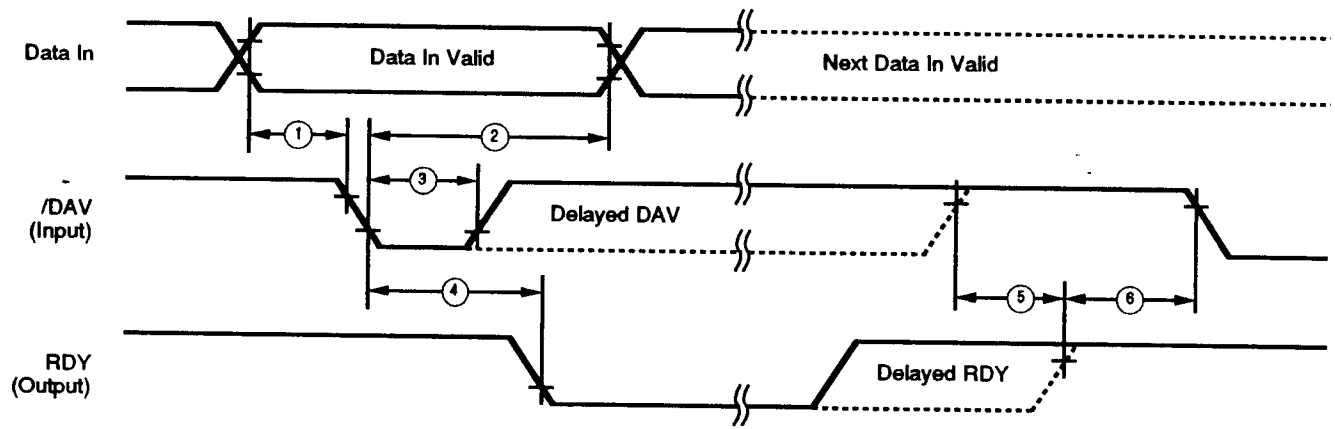 Data In
Data In Valid
Next Data In Valid
1
2
3
/DAV
(Input)
Delayed DAV
4
5
6
RDY
(Output)
Delayed RDY